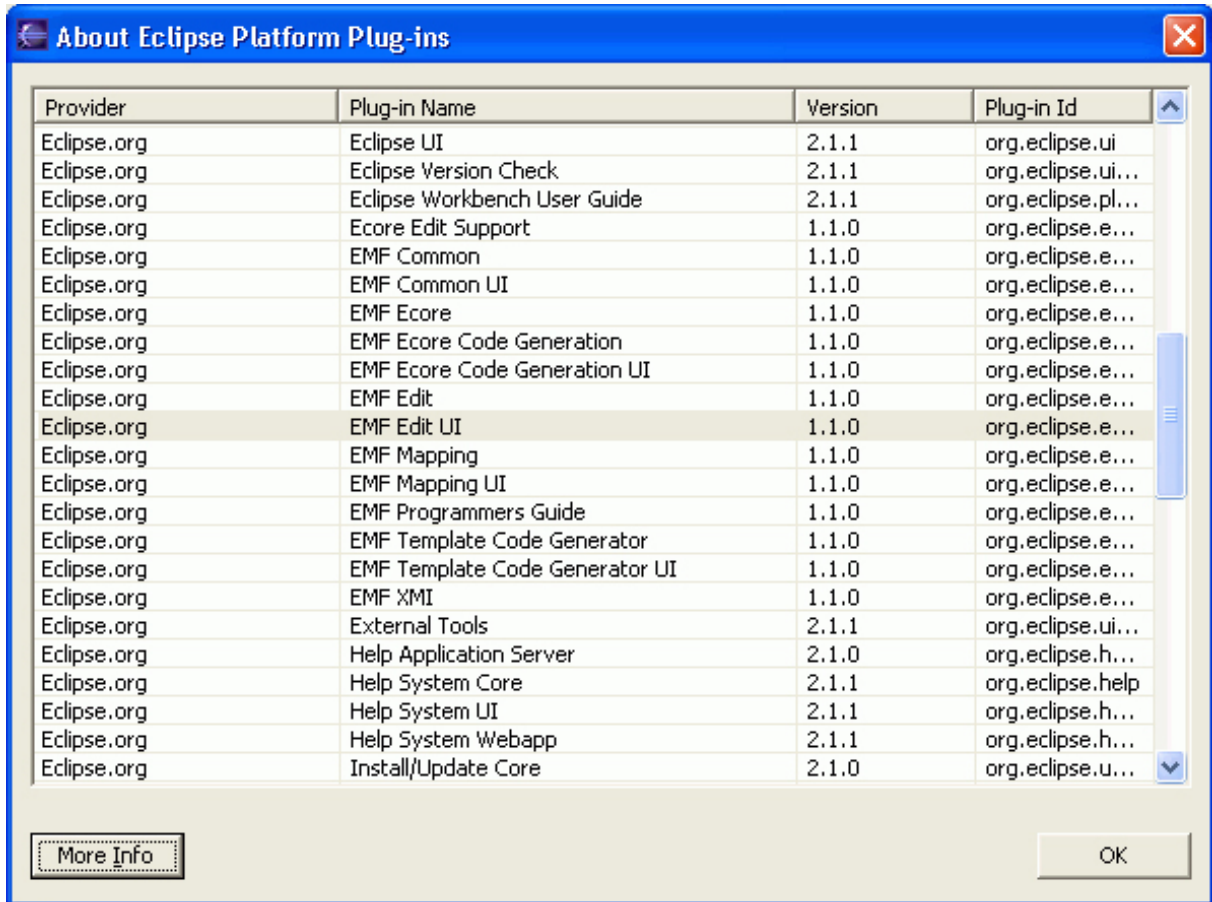 About Eclipse Platform Plug-ins
Provider Plug-in Name Version Plug-in Id
Eclipse.org Eclipse UI 2.1.1 org.eclipse.ui
Eclipse.org Eclipse Version Check 2.1.1 org.eclipse.ui...
Eclipse.org Eclipse Workbench User Guide 2.1.1 org.eclipse.pl...
Eclipse.org Ecore Edit Support 1.1.0 org.eclipse.e...
Eclipse.org EMF Common 1.1.0 org.eclipse.e...
Eclipse.org EMF Common UI 1.1.0 org.eclipse.e...
Eclipse.org EMF Ecore 1.1.0 org.eclipse.e...
Eclipse.org EMF Ecore Code Generation 1.1.0 org.eclipse.e...
Eclipse.org EMF Ecore Code Generation UI 1.1.0 org.eclipse.e...
Eclipse.org EMF Edit 1.1.0 org.eclipse.e...
Eclipse.org EMF Edit UI 1.1.0 org.eclipse.e...
Eclipse.org EMF Mapping 1.1.0 org.eclipse.e...
Eclipse.org EMF Mapping UI 1.1.0 org.eclipse.e...
Eclipse.org EMF Programmers Guide 1.1.0 org.eclipse.e...
Eclipse.org EMF Template Code Generator 1.1.0 org.eclipse.e...
Eclipse.org EMF Template Code Generator UI 1.1.0 org.eclipse.e...
Eclipse.org EMF XMI 1.1.0 org.eclipse.e...
Eclipse.org External Tools 2.1.1 org.eclipse.ui...
Eclipse.org Help Application Server 2.1.0 org.eclipse.h...
Eclipse.org Help System Core 2.1.1 org.eclipse.help
Eclipse.org Help System UI 2.1.1 org.eclipse.h...
Eclipse.org Help System Webapp 2.1.1 org.eclipse.h...
Eclipse.org Install/Update Core 2.1.0 org.eclipse.u...
More Info OK